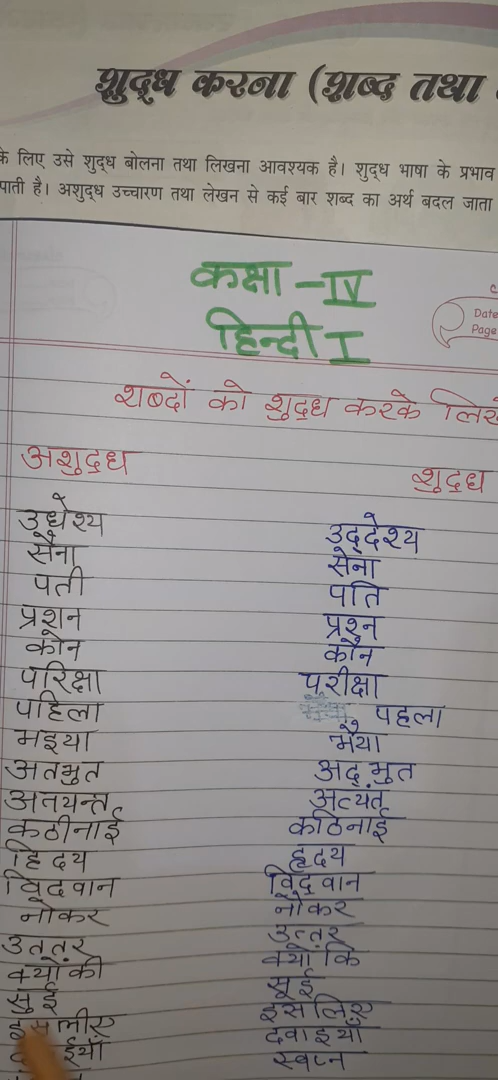 शुद्ध करना (शब्द तथा
के लिए उसे शुद्ध बोलना तथा लिखना आवश्यक है। शुद्ध भाषा के प्रभाव
पाती है। अशुद्ध उच्चारण तथा लेखन से कई बार शब्द का अर्थ बदल जाता
कक्षा – IV
हिन्दी I
Date
Page
शब्दों को शुद्ध करके
अशुद्ध शुद्ध
उधेश्य उद्देश्य
सैना सेना
पती पति
प्रशन प्रश्न
कोन कौन
परिक्षा परीक्षा
पहिला पहला
मइया मैया
अतभुत अद्भुत
अतयन्त अत्यंत
कठीनाई कठिनाई
हिदय हृदय
विदवान विद्वान
नोकर नौकर
उततर उत्तर
क्योंकी क्योंकि
सुई सूई
इसलीए इसलिए
दवाइयाँ
स्वप्न